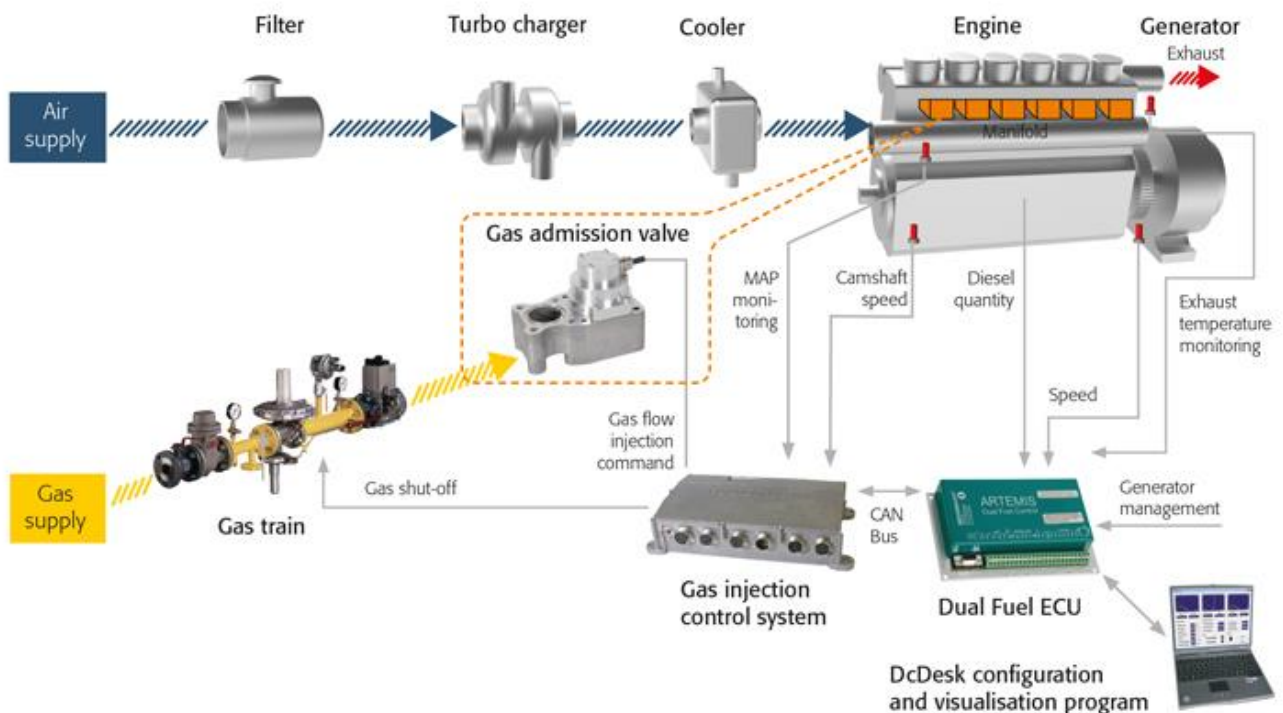 Filter
Turbo charger
Cooler
Engine
Generator
Exhaust
Air
supply
Manifold
Gas admission valve
MAP
moni-
toring
Camshaft
speed
Diesel
quantity
Exhaust
temperature
monitoring
Speed
Gas flow
injection
command
Gas
supply
Gas shut-off
Gas train
CAN
Bus
ARTEMIS
Dual Fuel Control
Generator
management
Gas injection
control system
Dual Fuel ECU
DcDesk configuration
and visualisation program